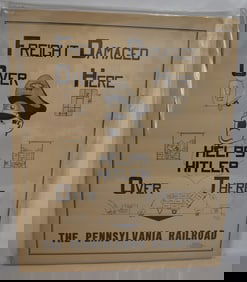 FREIGHT DAMAGED
OVER HERE
HELPS
HITLER
OVER THERE
THE PENNSYLVANIA RAILROAD